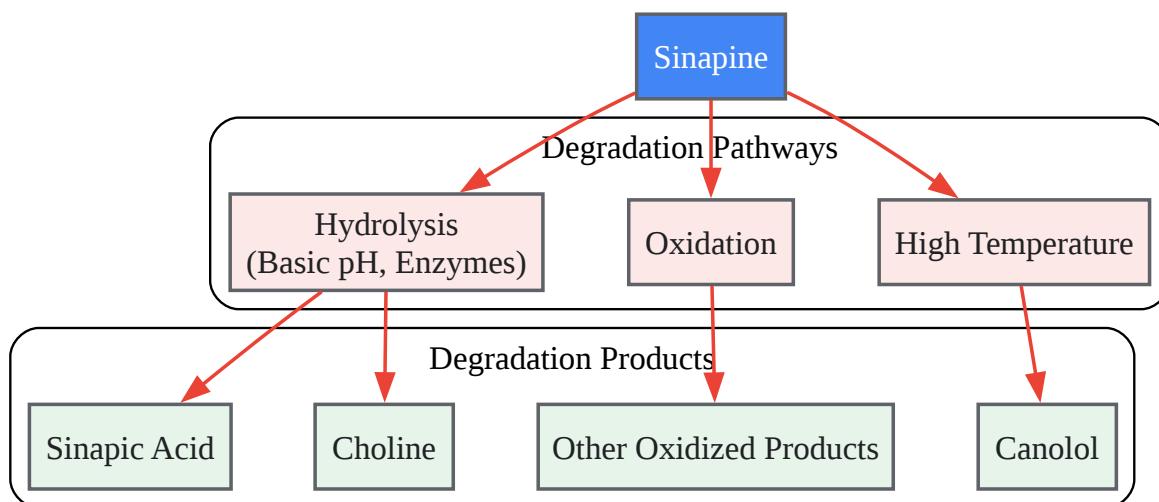 Sinapine
Degradation Pathways
Hydrolysis
(Basic pH, Enzymes)
Oxidation
High Temperature
Degradation Products
Sinapic Acid
Choline
Other Oxidized Products
Canolol